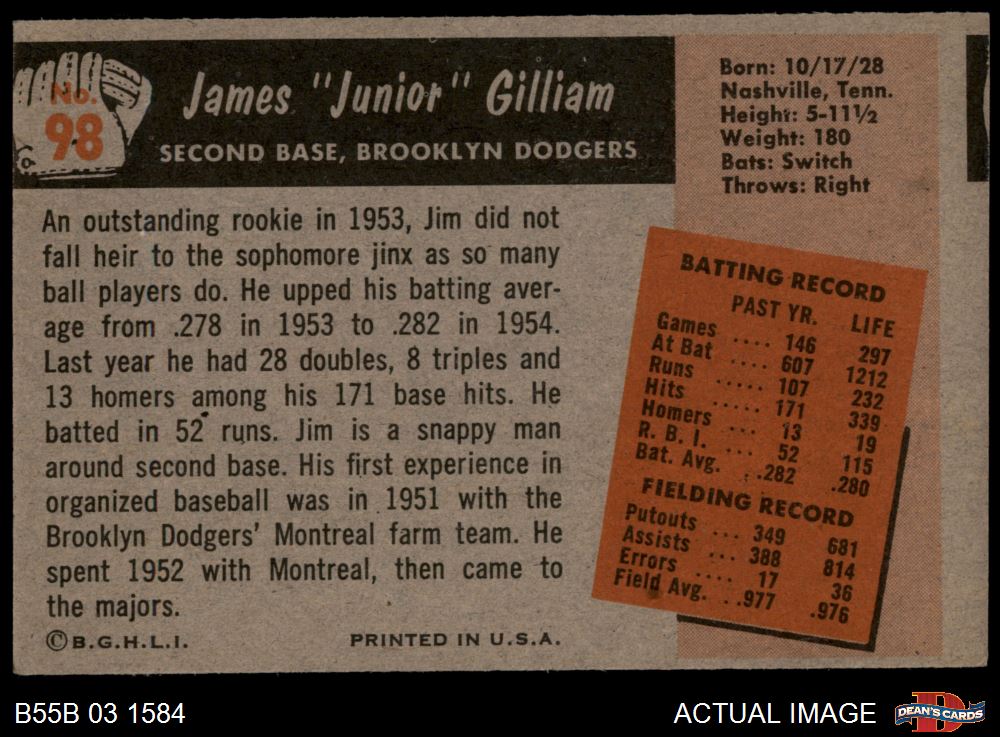 No.
98
James "Junior" Gilliam
SECOND BASE, BROOKLYN DODGERS
Born: 10/17/28
Nashville, Tenn.
Height: 5-11½
Weight: 180
Bats: Switch
Throws: Right
An outstanding rookie in 1953, Jim did not
fall heir to the sophomore jinx as so many
ball players do. He upped his batting aver-
age from .278 in 1953 to .282 in 1954.
Last year he had 28 doubles, 8 triples and
13 homers among his 171 base hits. He
batted in 52 runs. Jim is a snappy man
around second base. His first experience in
organized baseball was in 1951 with the
Brooklyn Dodgers' Montreal farm team. He
spent 1952 with Montreal, then came to
the majors.
©B.G.H.L.I. PRINTED IN U.S.A.
BATTING RECORD
PAST YR. LIFE
Games .... 146 297
At Bat .... 607 1212
Runs ..... 107 232
Hits ..... 171 339
Homers ... 13 19
R. B. I. ... 52 115
Bat. Avg. ..282 .280
FIELDING RECORD
Putouts ... 349 681
Assists ... 388 814
Errors .... 17 36
Field Avg. ..977 .976
B55B 03 1584
ACTUAL IMAGE
DEAN'S CARDS